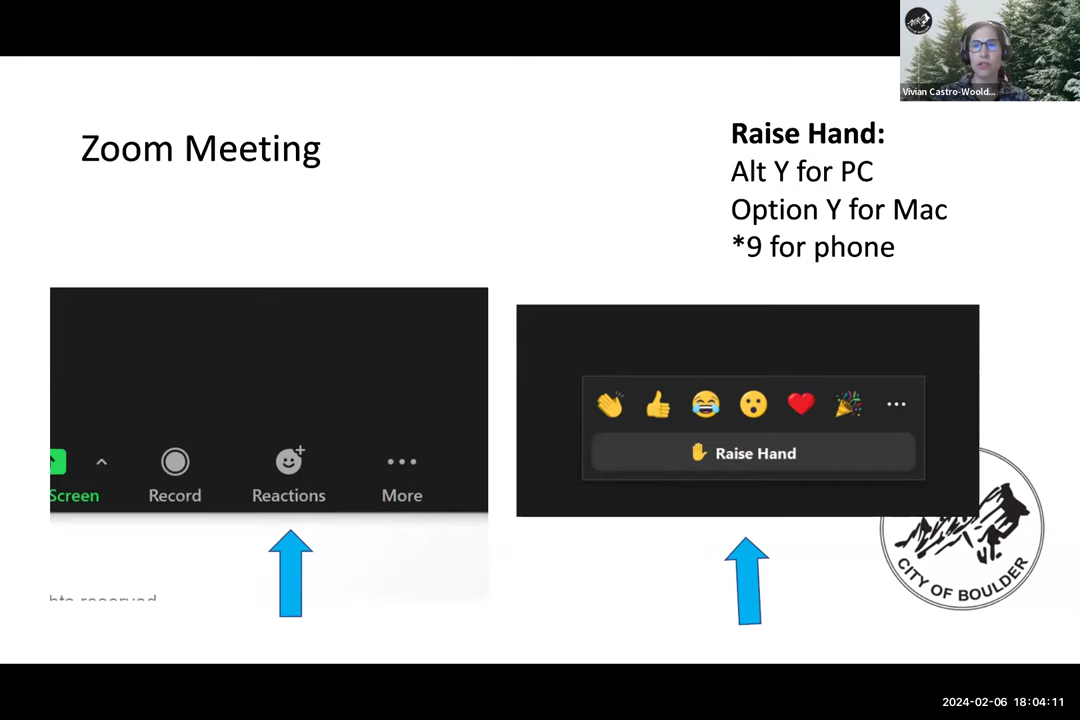 Vivian Castro-Woold...
Zoom Meeting
Raise Hand:
Alt Y for PC
Option Y for Mac
*9 for phone
Screen
Record
Reactions
More
Raise Hand
CITY OF BOULDER
2024-02-06 18:04:11